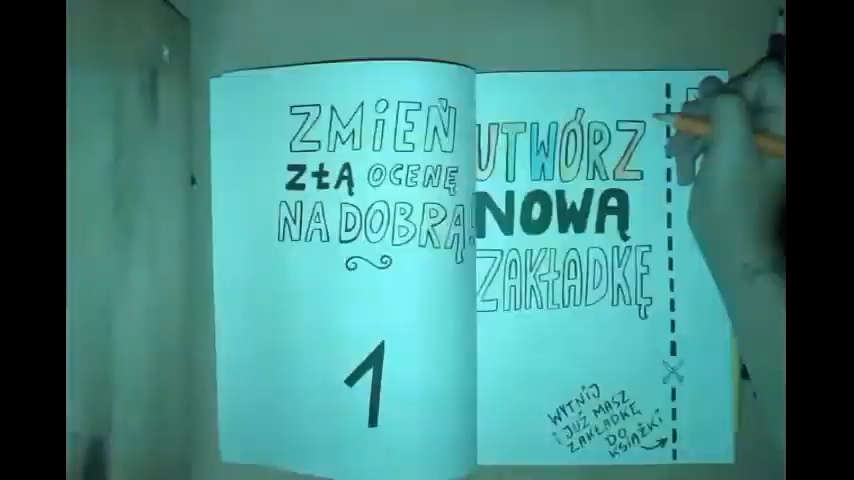 ZMiEŃ
ZŁĄ OCENĘ
NA DOBRĄ!
1
UTWÓRZ
NOWĄ
ZAKŁADKĘ
WYTNiJ
i JUŻ MASZ
ZAKŁADKĘ
DO
KSiĄŻKi